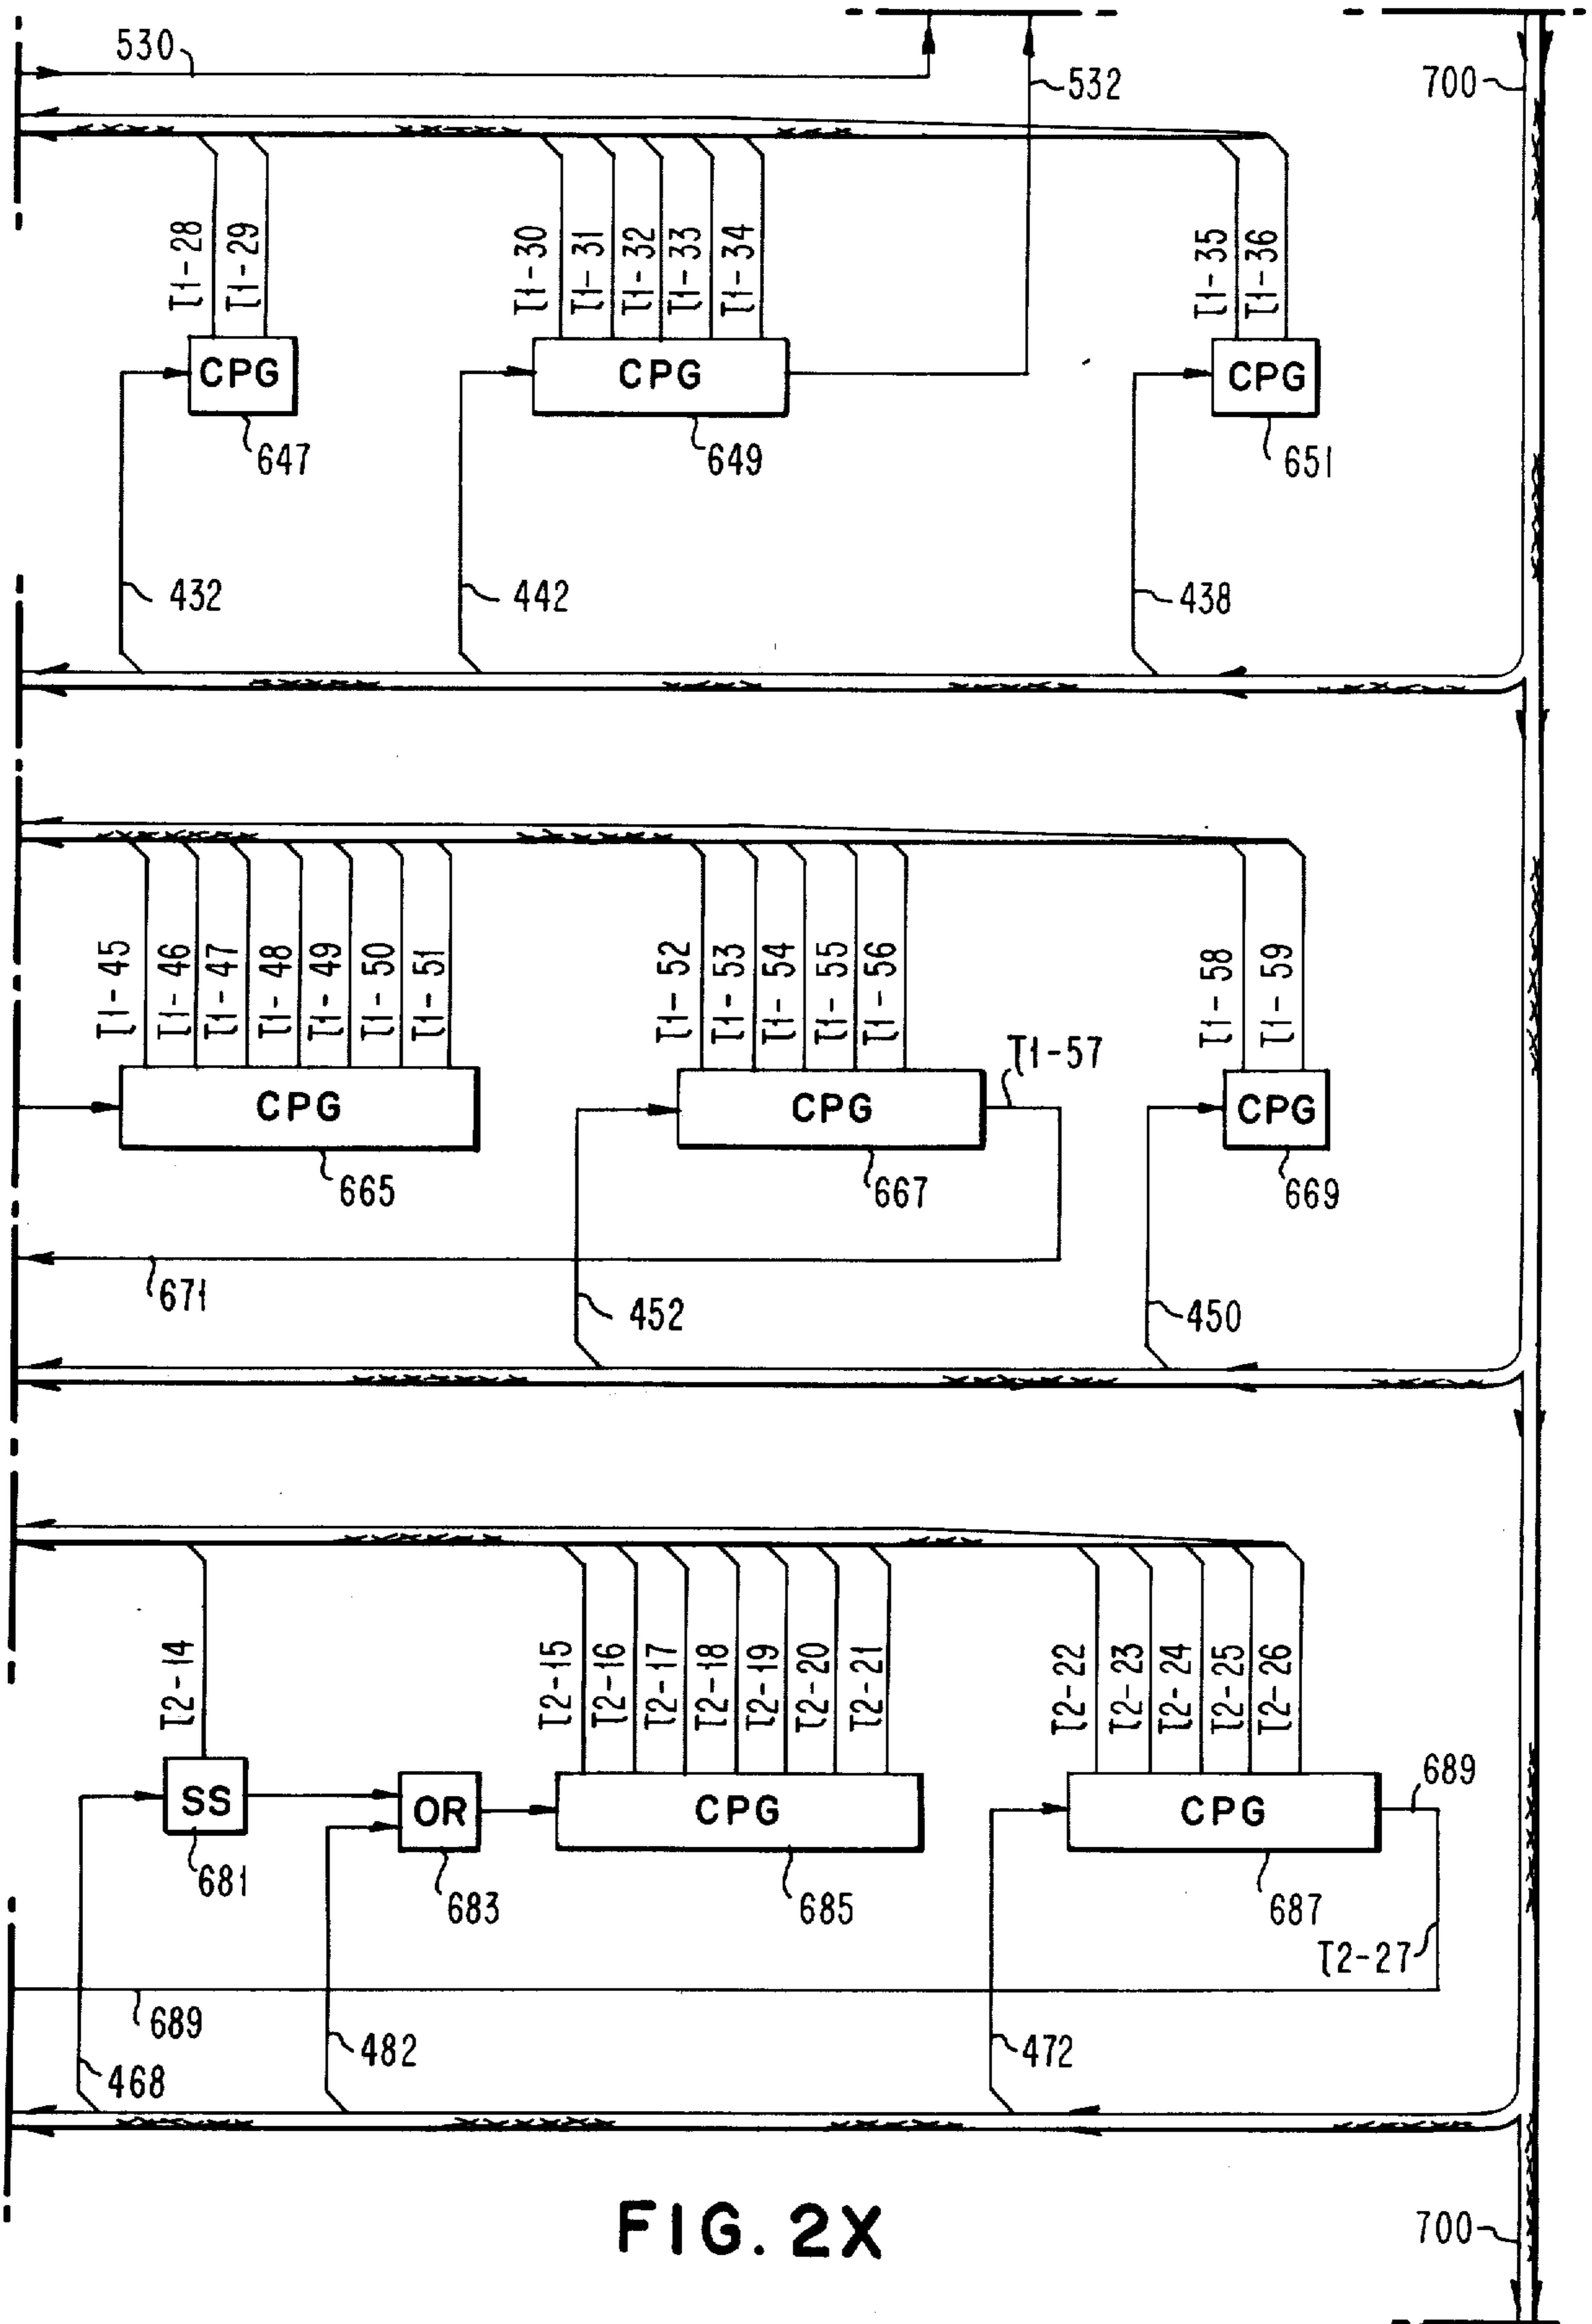 530
532
700
T1-28
T1-29
T1-30
T1-31
T1-32
T1-33
T1-34
T1-35
T1-36
CPG
CPG
CPG
647
649
651
432
442
438
T1-45
T1-46
T1-47
T1-48
T1-49
T1-50
T1-51
T1-52
T1-53
T1-54
T1-55
T1-56
T1-57
T1-58
T1-59
CPG
CPG
CPG
665
667
669
671
452
450
T2-14
T2-15
T2-16
T2-17
T2-18
T2-19
T2-20
T2-21
T2-22
T2-23
T2-24
T2-25
T2-26
689
SS
OR
CPG
CPG
681
683
685
687
T2-27
689
468
482
472
FIG. 2X
700